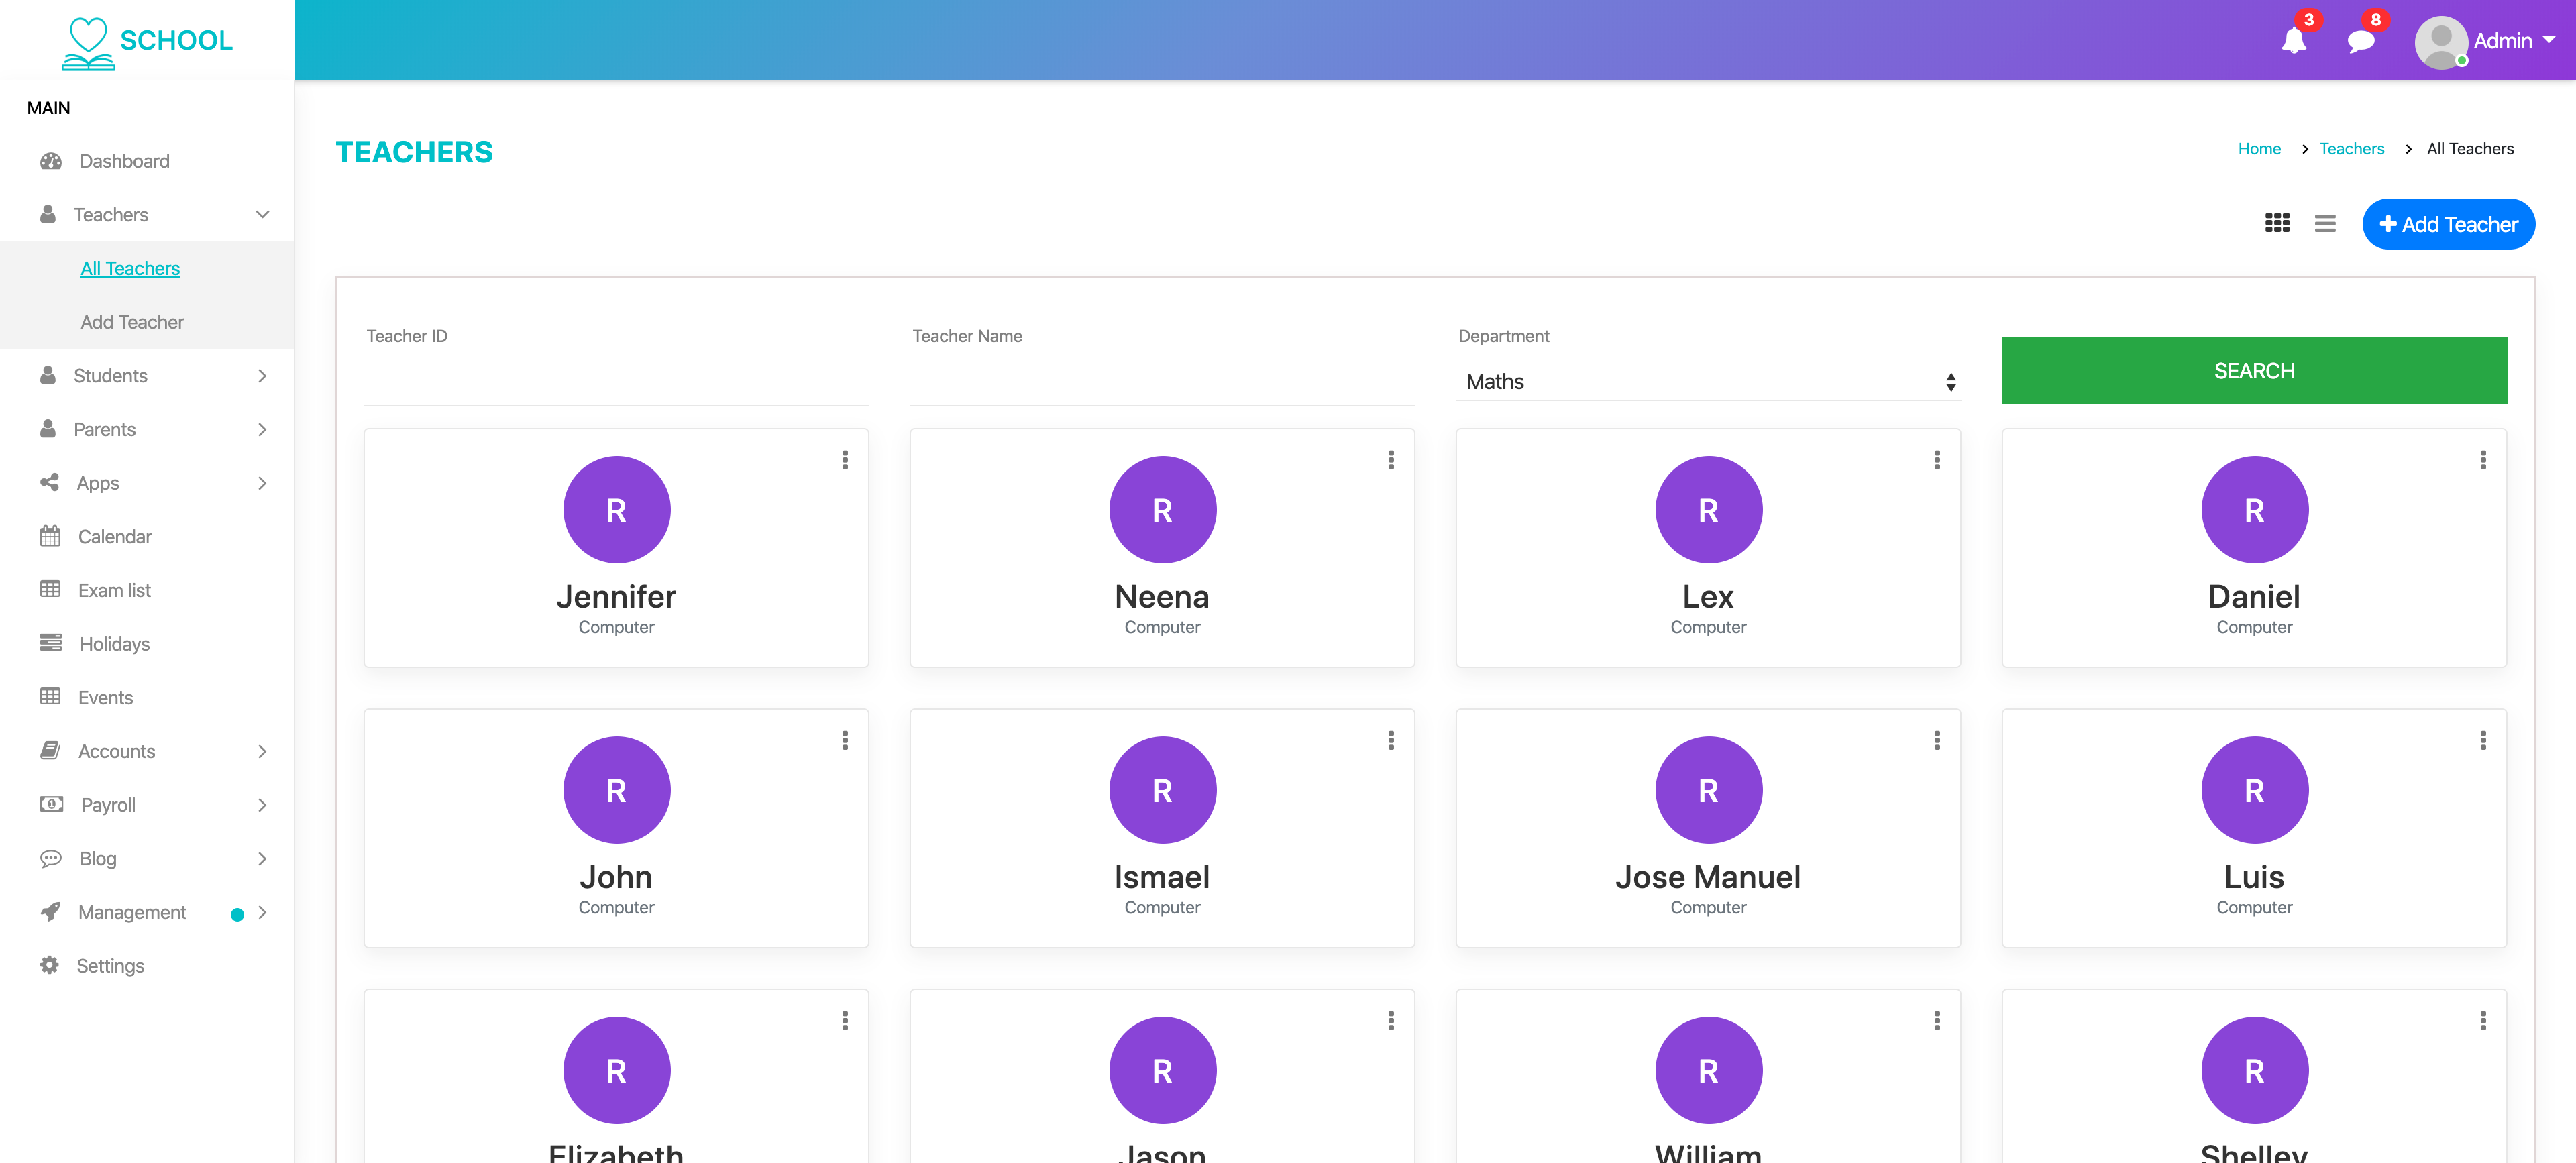 SCHOOL
3
8
Admin
MAIN
Dashboard
Teachers
All Teachers
Add Teacher
Students
Parents
Apps
Calendar
Exam list
Holidays
Events
Accounts
Payroll
Blog
Management
Settings
TEACHERS
Home > Teachers > All Teachers
Add Teacher
Teacher ID
Teacher Name
Department
Maths
SEARCH
R
Jennifer
Computer
R
Neena
Computer
R
Lex
Computer
R
Daniel
Computer
R
John
Computer
R
Ismael
Computer
R
Jose Manuel
Computer
R
Luis
Computer
R
Elizabeth
R
Jason
R
William
R
Shelley